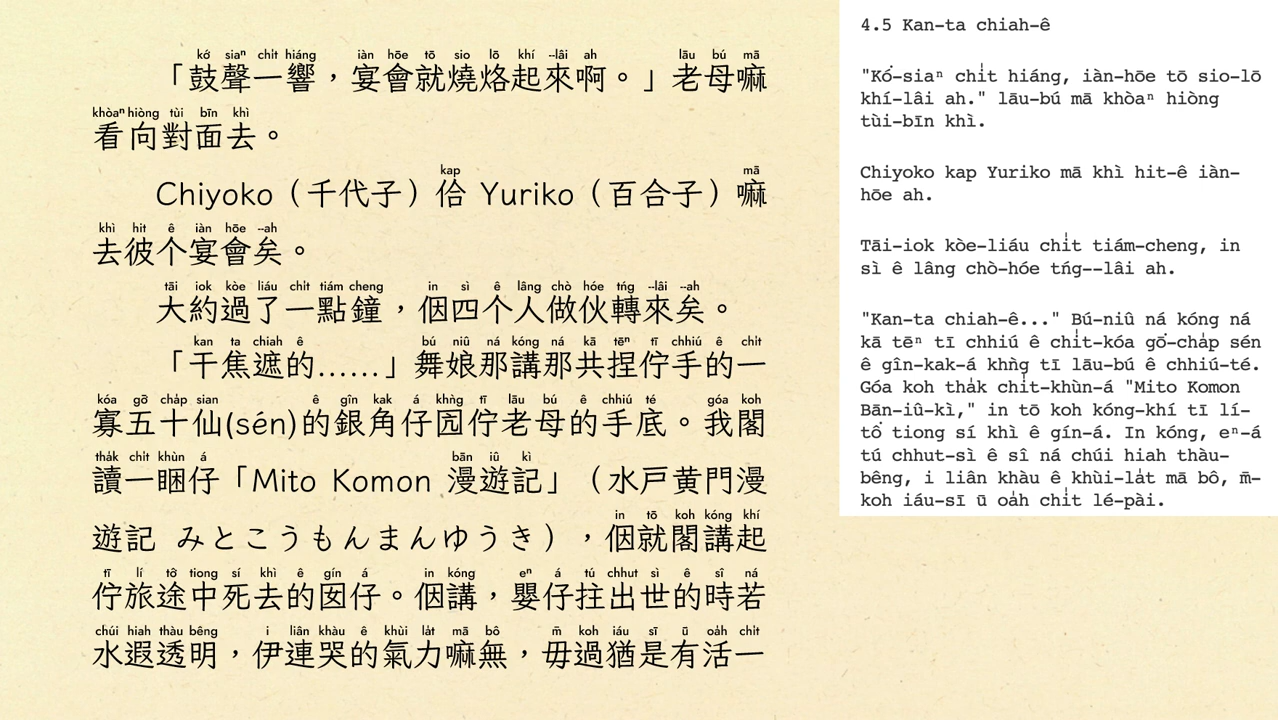 kó siaⁿ chi̍t hiáng iàn hōe tō sio lō khí --lâi ah lāu bú mā
「鼓聲一響，宴會就燒烙起來啊。」老母嘛
khòaⁿ hiòng tùi bīn khì
看向對面去。
kap mā
Chiyoko（千代子）佮 Yuriko（百合子）嘛
khì hit ê iàn hōe --ah
去彼个宴會矣。
tāi iok kòe liáu chi̍t tiám cheng in sì ê lâng chò hóe tńg --lâi --ah
大約過了一點鐘，個四个人做伙轉來矣。
kan ta chiah ê bú niû ná kóng ná kā tēⁿ tī chhiú ê chi̍t
「干焦遮的……」舞娘那講那共捏佇手的一
kóa gō͘ cha̍p sian ê gîn kak á khǹg tī lāu bú ê chhiú té góa koh
寡五十仙(sén)的銀角仔园佇老母的手底。我閣
tha̍k chi̍t khùn á bān iû kì
讀一睏仔「Mito Komon 漫遊記」（水戸黄門漫
in tō koh kóng khí
遊記 みとこうもんまんゆうき），個就閣講起
tī lí tô͘ tiong sí khì ê gín á in kóng eⁿ á tú chhut sì ê sî ná
佇旅途中死去的囡仔。個講，嬰仔拄出世的時若
chúi hiah thàu bêng i liân khàu ê khùi la̍t mā bô m̄ koh iáu sī ū oa̍h chi̍t
水遐透明，伊連哭的氣力嘛無，毋過猶是有活一
4.5 Kan-ta chiah-ê
"Kó͘-siaⁿ chi̍t hiáng, iàn-hōe tō sio-lō
khí-lâi ah." lāu-bú mā khòaⁿ hiòng
tùi-bīn khì.
Chiyoko kap Yuriko mā khì hit-ê iàn-
hōe ah.
Tāi-iok kòe-liáu chi̍t tiám-cheng, in
sì ê lâng chò-hóe tńg--lâi ah.
"Kan-ta chiah-ê..." Bú-niû ná kóng ná
kā tēⁿ tī chhiú ê chi̍t-kóa gō͘-cha̍p sén
ê gîn-kak-á khǹg tī lāu-bú ê chhiú-té.
Góa koh tha̍k chi̍t-khùn-á "Mito Komon
Bān-iû-kì," in tō koh kóng-khí tī lí-
tô͘ tiong sí khì ê gín-á. In kóng, eⁿ-á
tú chhut-sì ê sî ná chúi hiah thàu-
bêng, i liân khàu ê khùi-la̍t mā bô, m̄-
koh iáu-sī ū oa̍h chi̍t lé-pài.